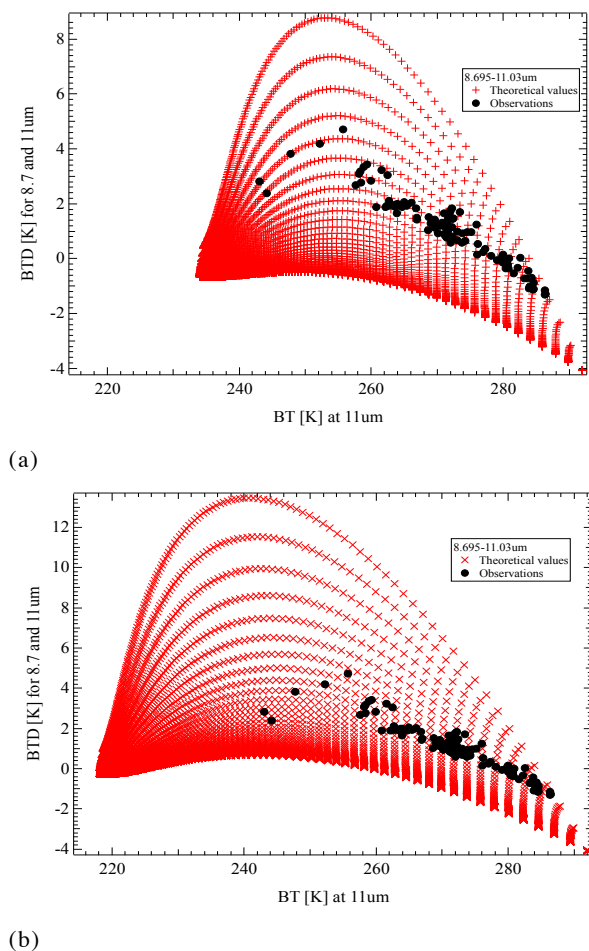 8
6
4
2
0
-4
BTD [K] for 8.7 and 11um
8.695-11.03um
Theoretical values
Observations
220 240 260 280
BT [K] at 11um
(a)
12
10
8
6
4
2
0
-2
-4
BTD [K] for 8.7 and 11um
8.695-11.03um
Theoretical values
Observations
220 240 260 280
BT [K] at 11um
(b)